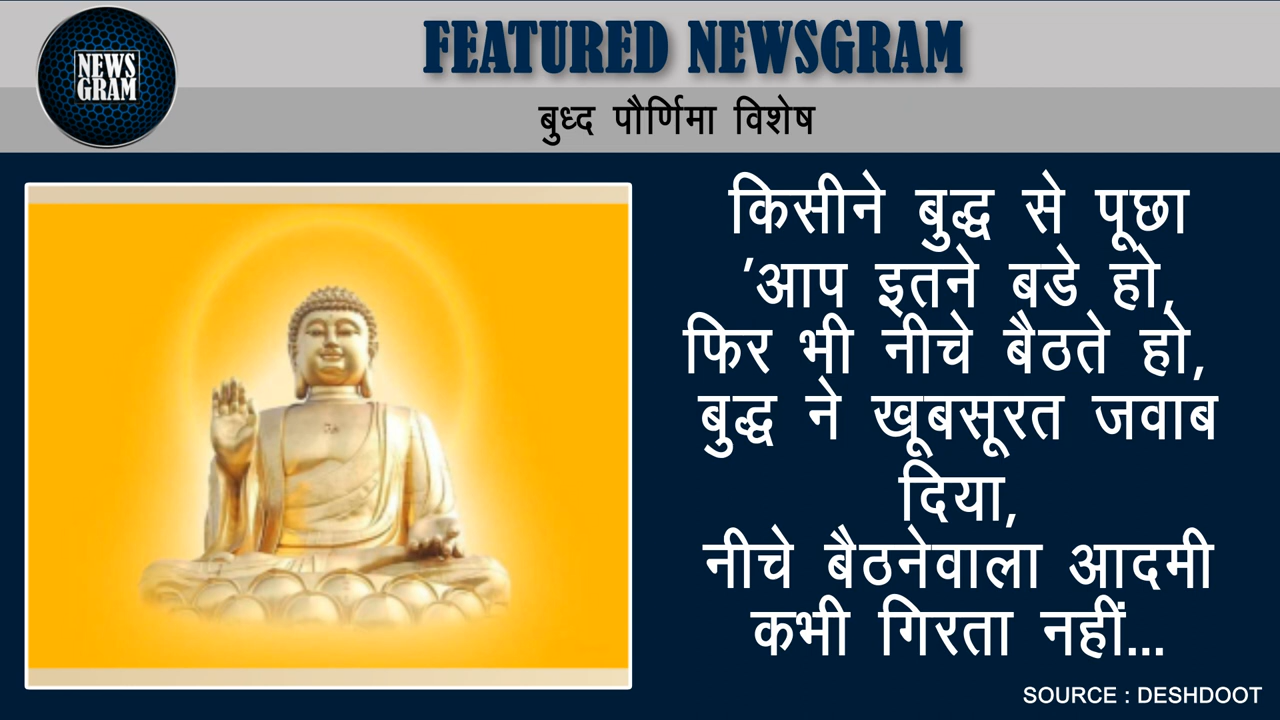 NEWS
GRAM
FEATURED NEWSGRAM
बुध्द पौर्णिमा विशेष
किसीने बुद्ध से पूछा
'आप इतने बडे हो,
फिर भी नीचे बैठते हो,
बुद्ध ने खूबसूरत जवाब
दिया,
नीचे बैठनेवाला आदमी
कभी गिरता नहीं...
SOURCE : DESHDOOT